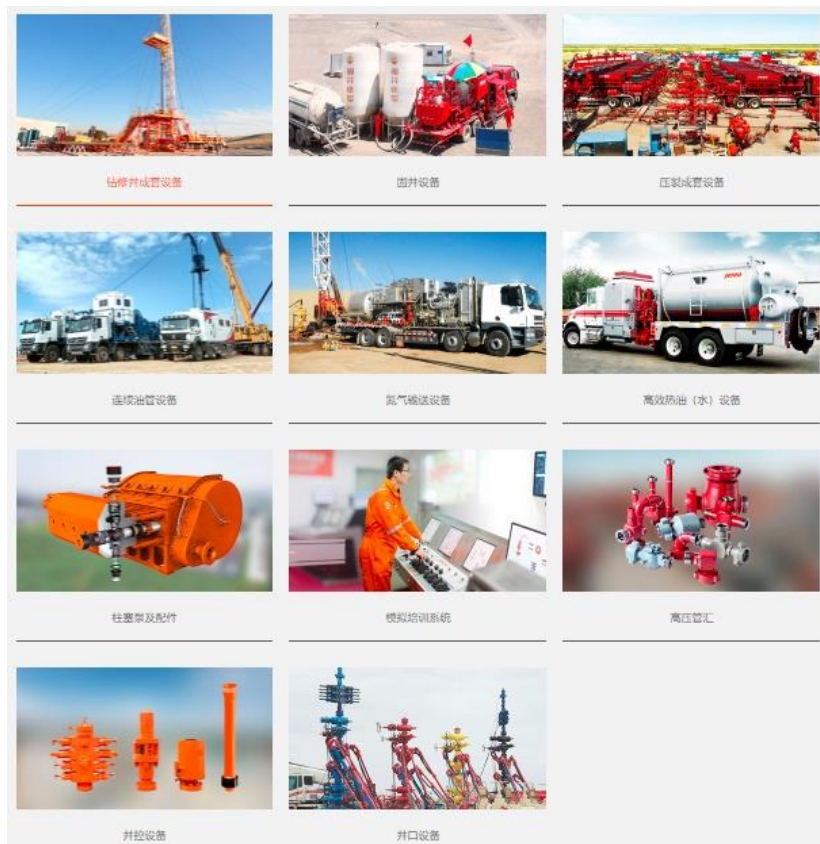 钻修井成套设备
固井设备
压裂成套设备
连续油管设备
氮气输送设备
高效热油（水）设备
柱塞泵及配件
模拟培训系统
高压管汇
井控设备
井口设备